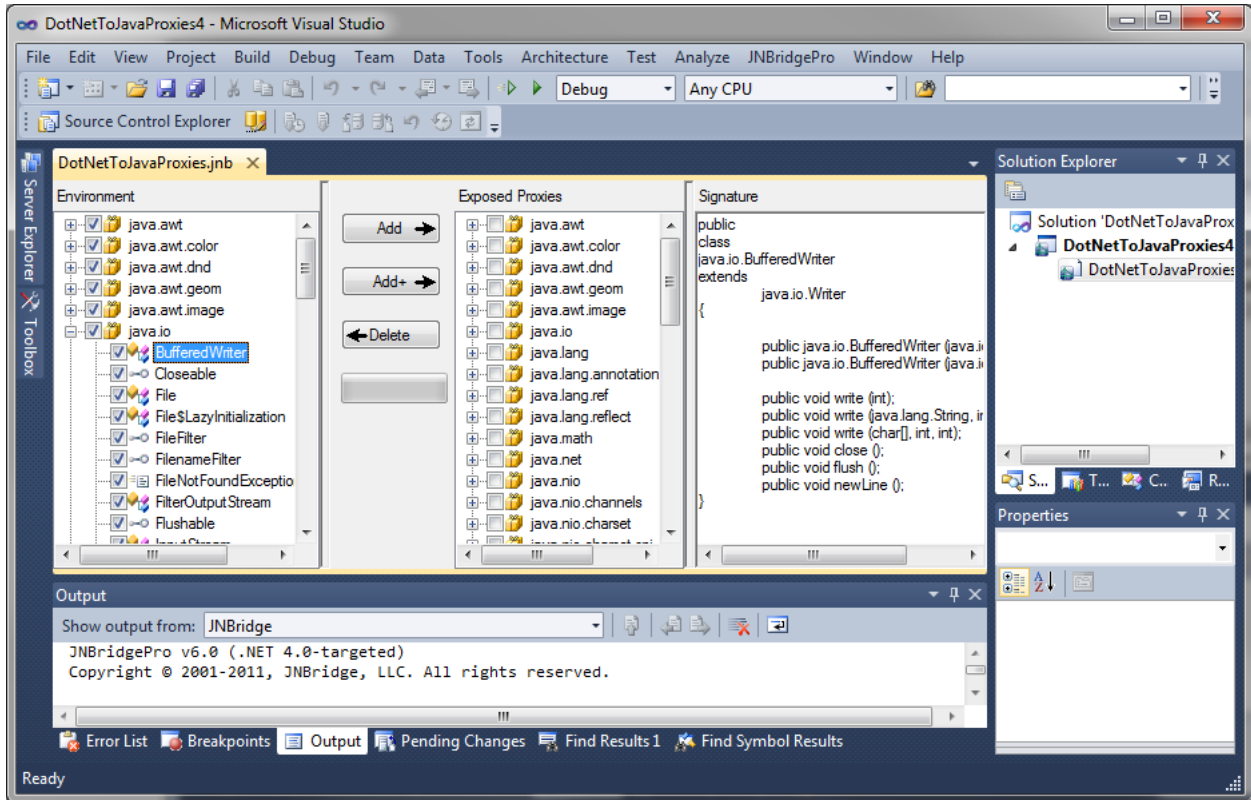 DotNetToJavaProxies4 - Microsoft Visual Studio
File Edit View Project Build Debug Team Data Tools Architecture Test Analyze JNBridgePro Window Help
Debug Any CPU
Source Control Explorer
Server Explorer
Toolbox
DotNetToJavaProxies.jnb
Environment
java.awt
java.awt.color
java.awt.dnd
java.awt.geom
java.awt.image
java.io
BufferedWriter
Closeable
File
File$LazyInitialization
FileFilter
FilenameFilter
FileNotFoundExceptio
FilterOutputStream
Flushable
InputStream
Add
Add+
Delete
Exposed Proxies
java.awt
java.awt.color
java.awt.dnd
java.awt.geom
java.awt.image
java.io
java.lang
java.lang.annotation
java.lang.ref
java.lang.reflect
java.math
java.net
java.nio
java.nio.channels
java.nio.charset
java.nio.charset.spi
Signature
public
class
java.io.BufferedWriter
extends
java.io.Writer
{
public java.io.BufferedWriter (java.i
public java.io.BufferedWriter (java.i
public void write (int);
public void write (java.lang.String, in
public void write (char[], int, int);
public void close ();
public void flush ();
public void newLine ();
}
Solution Explorer
Solution 'DotNetToJavaProx
DotNetToJavaProxies4
DotNetToJavaProxies
S... T... C... R...
Properties
Output
Show output from: JNBridge
JNBridgePro v6.0 (.NET 4.0-targeted)
Copyright © 2001-2011, JNBridge, LLC. All rights reserved.
Error List Breakpoints Output Pending Changes Find Results 1 Find Symbol Results
Ready